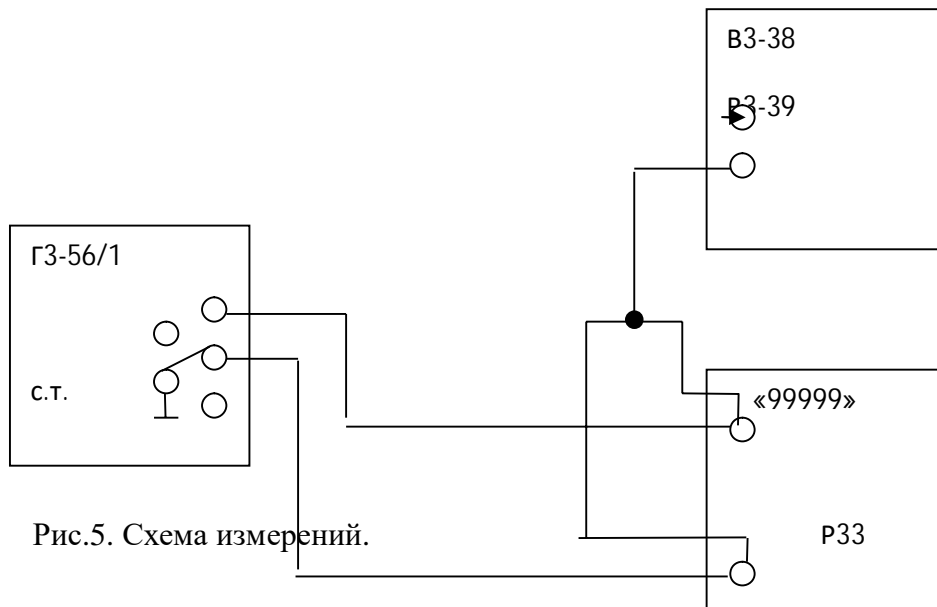 В3-38
В3-39
Г3-56/1
с.т.
«99999»
Р33
Рис.5. Схема измерений.